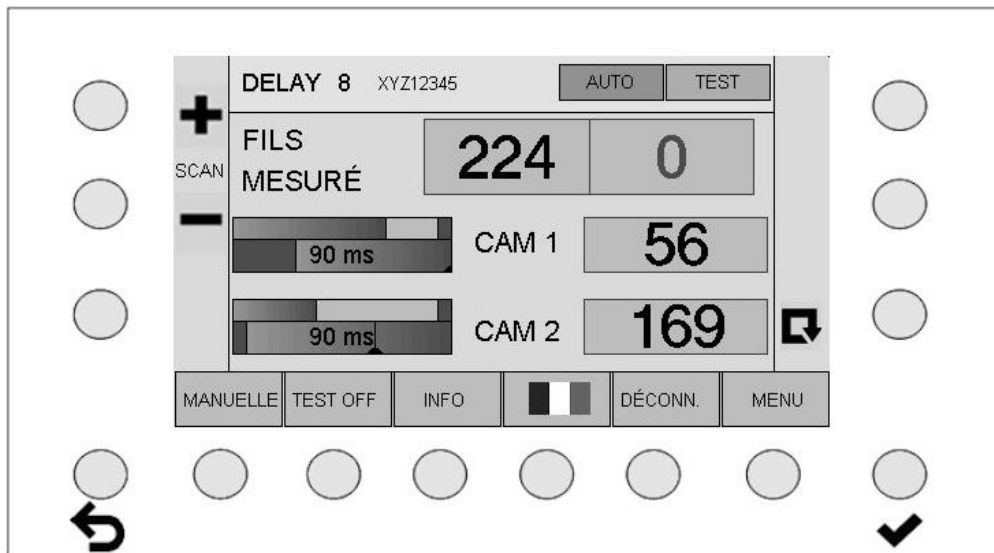 DELAY 8 XYZ12345 AUTO TEST
SCAN
FILS
MESURÉ
224 0
90 ms CAM 1 56
90 ms CAM 2 169
MANUELLE TEST OFF INFO DÉCONN. MENU